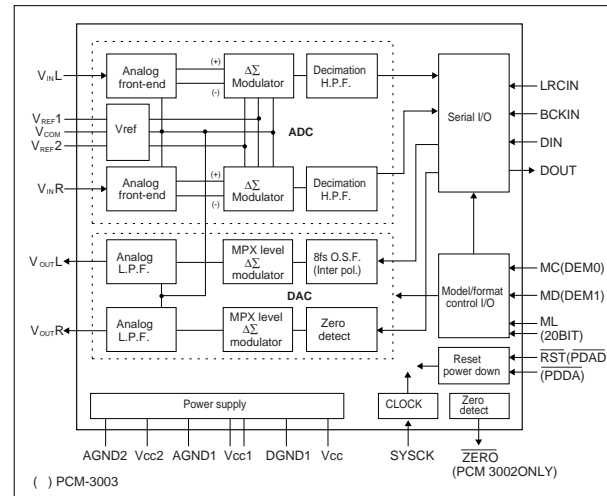 Analog
front-end
(+)
(-)
ΔΣ
Modulator
Decimation
H.P.F.
VINL
VREF1
VCOM
VREF2
Vref
ADC
VINR
Analog
front-end
(+)
(-)
ΔΣ
Modulator
Decimation
H.P.F.
Serial I/O
LRCIN
BCKIN
DIN
DOUT
VOUTL
Analog
L.P.F.
MPX level
ΔΣ
modulator
8fs O.S.F.
(Inter pol.)
DAC
VOUTR
Analog
L.P.F.
MPX level
ΔΣ
modulator
Zero
detect
Model/format
control I/O
MC(DEM0)
MD(DEM1)
ML
(20BIT)
Reset
power down
RST(PDAD)
(PDDA)
Power supply
CLOCK
Zero
detect
AGND2 Vcc2 AGND1 Vcc1 DGND1 Vcc
SYSCK
ZERO
(PCM 3002ONLY)
( ) PCM-3003